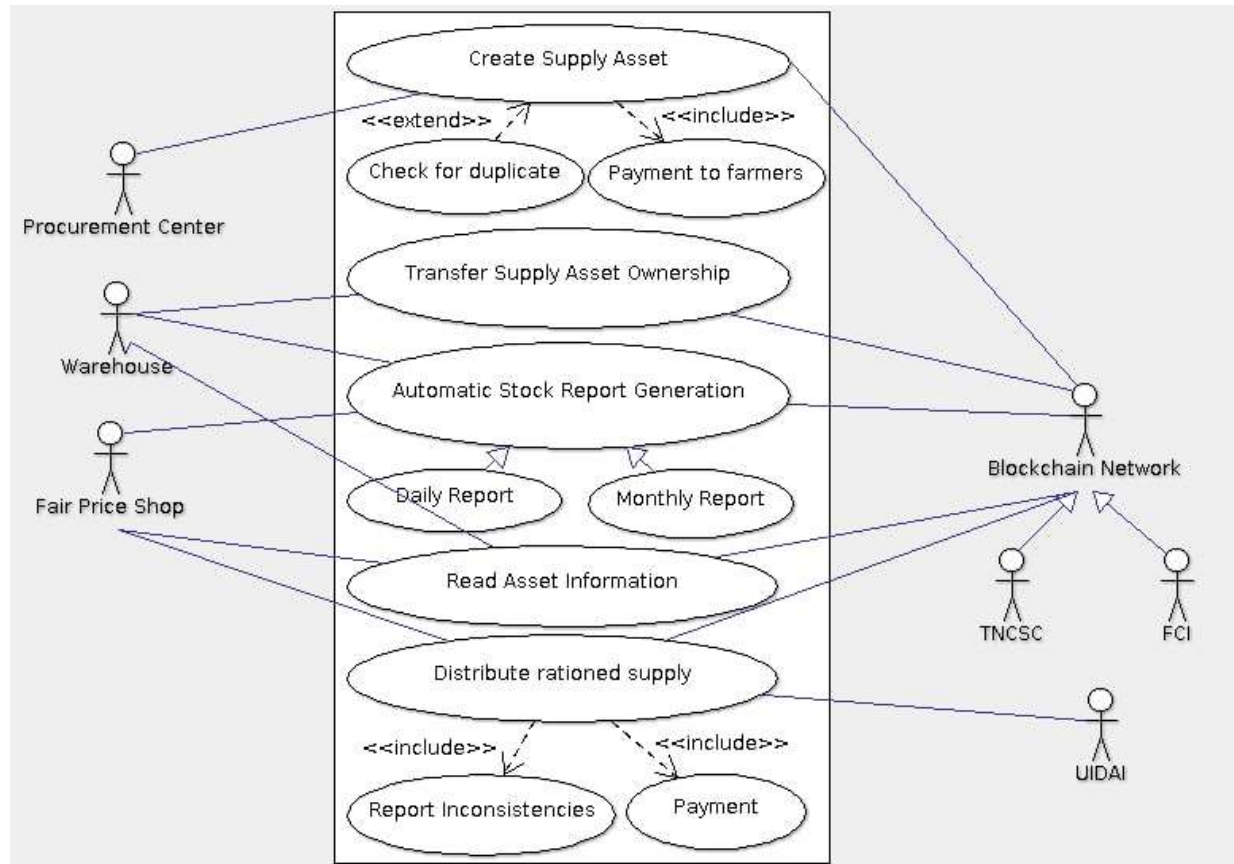 Create Supply Asset
<<extend>>
<<include>>
Check for duplicate
Payment to farmers
Procurement Center
Transfer Supply Asset Ownership
Warehouse
Automatic Stock Report Generation
Blockchain Network
Daily Report
Monthly Report
Fair Price Shop
Read Asset Information
TNCSC
FCI
Distribute rationed supply
<<include>>
<<include>>
UIDAI
Report Inconsistencies
Payment